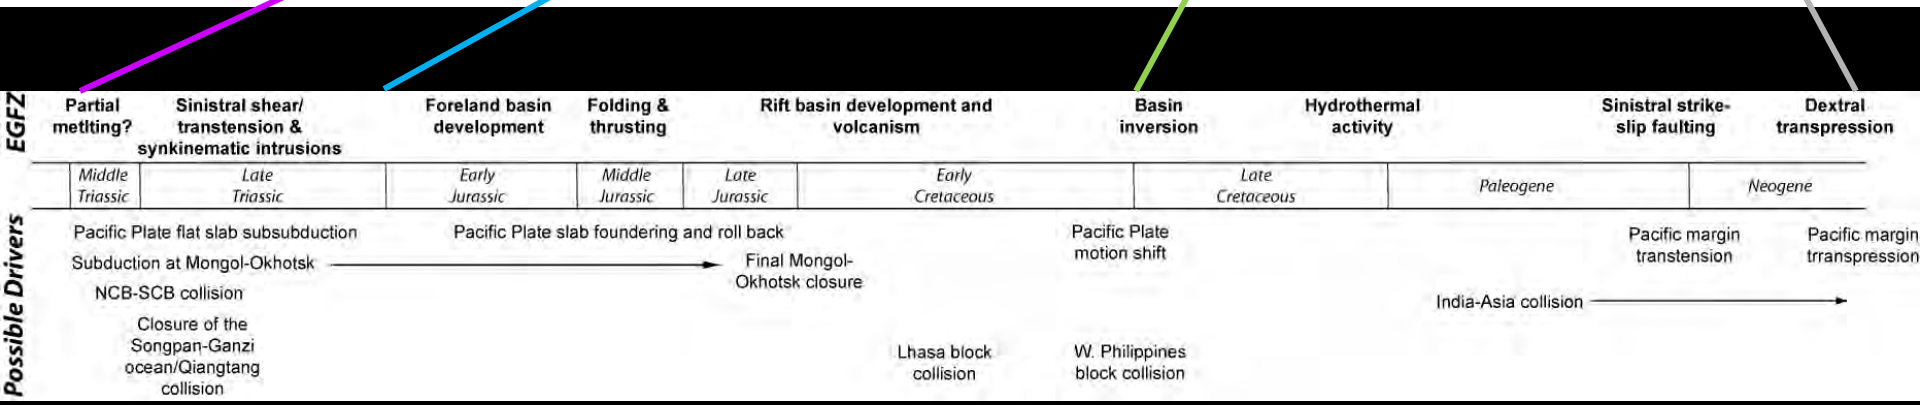 EGFZ
Partial
metlting?
Sinistral shear/
transtension &
synkinematic intrusions
Foreland basin
development
Folding &
thrusting
Rift basin development and
volcanism
Basin
inversion
Hydrothermal
activity
Sinistral strike-
slip faulting
Dextral
transpression
Middle
Triassic
Late
Triassic
Early
Jurassic
Middle
Jurassic
Late
Jurassic
Early
Cretaceous
Late
Cretaceous
Paleogene
Neogene
Possible Drivers
Pacific Plate flat slab subsubduction
Pacific Plate slab foundering and roll back
Pacific Plate
motion shift
Pacific margin
transtension
Pacific margin
trranspression
Subduction at Mongol-Okhotsk
Final Mongol-
Okhotsk closure
NCB-SCB collision
India-Asia collision
Closure of the
Songpan-Ganzi
ocean/Qiangtang
collision
Lhasa block
collision
W. Philippines
block collision